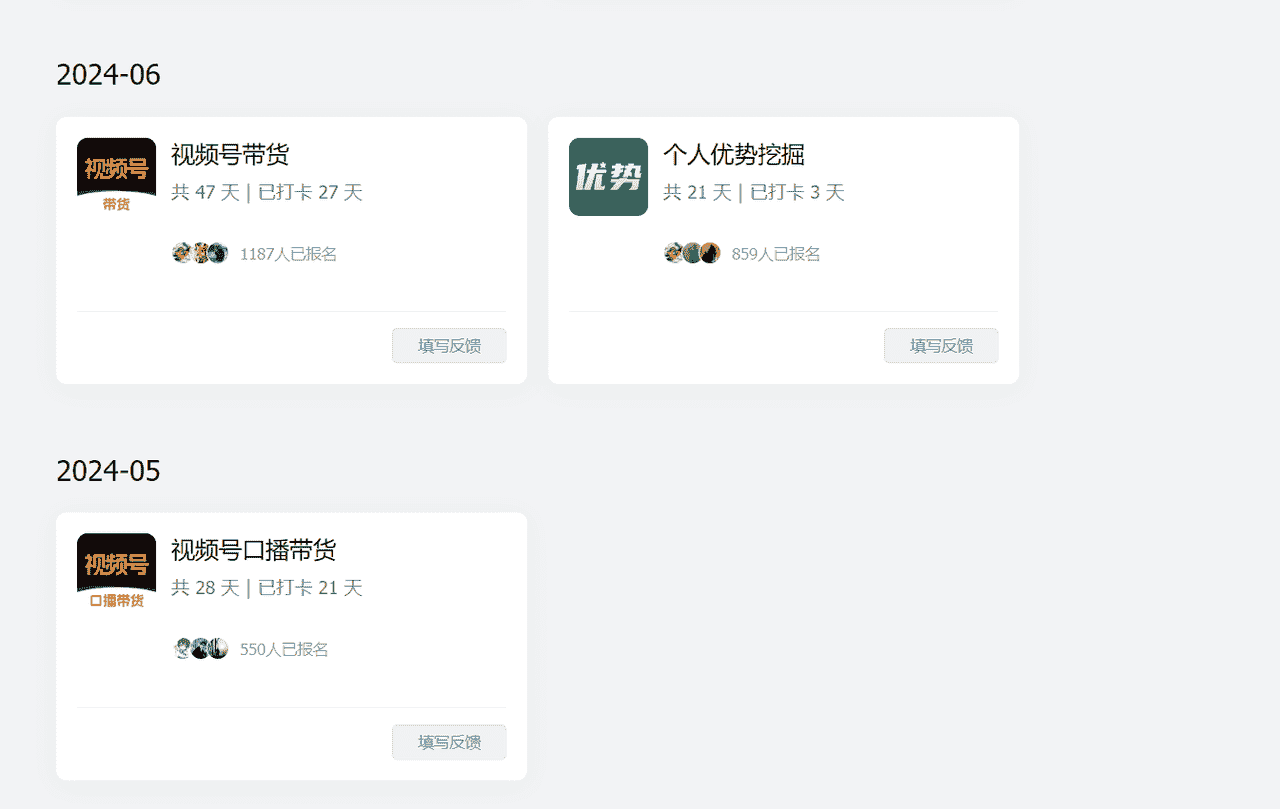 2024-06
视频号
带货
视频号带货
共 47 天 | 已打卡 27 天
1187人已报名
填写反馈
优势
个人优势挖掘
共 21 天 | 已打卡 3 天
859人已报名
填写反馈
2024-05
视频号
口播带货
视频号口播带货
共 28 天 | 已打卡 21 天
550人已报名
填写反馈